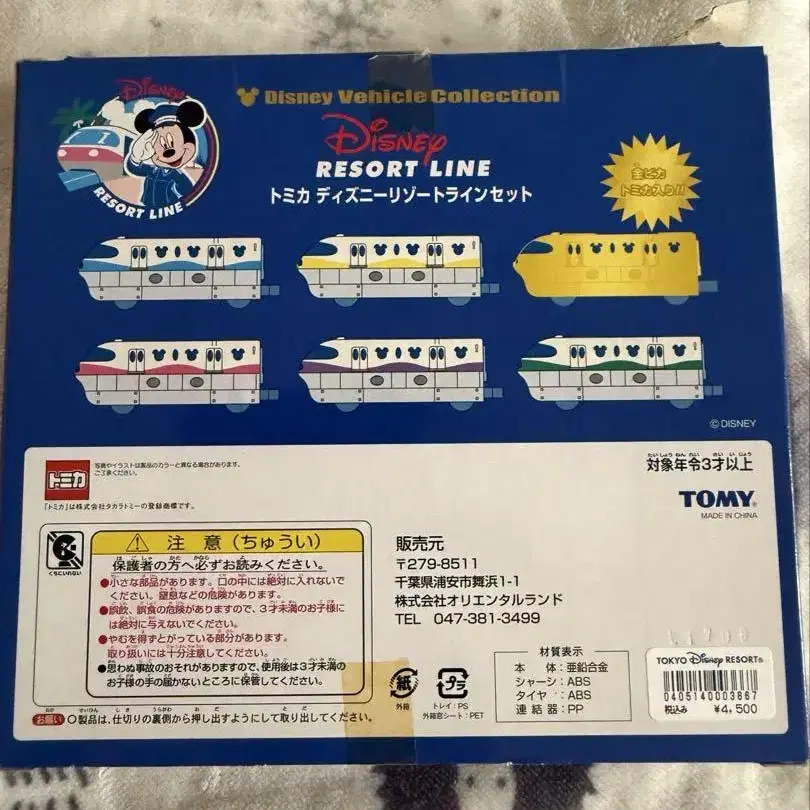 Disney
RESORT LINE
Disney Vehicle Collection
Disney
RESORT LINE
トミカ ディズニーリゾートラインセット
金ピカ
トミカ入り!!
©DISNEY
トミカ
写真やイラストは製品のカラーと異なる場合があります。
ご了承ください。
「トミカ」は株式会社タカラトミーの登録商標です。
対象年令3才以上
TOMY
MADE IN CHINA
くちにいれない
注 意 (ちゅうい)
保護者の方へ必ずお読みください。
●小さな部品があります。口の中には絶対に入れないで
ください。窒息などの危険があります。
●誤飲、誤食の危険がありますので、3才未満のお子様に
は絶対に与えないでください。
●やむを得ずとがっている部分があります。
取り扱いには十分注意してください。
●思わぬ事故のおそれがありますので、使用後は3才未満の
お子様の手の届かないところに保管してください。
お願い ○製品は、仕切りの裏側から押し出すようにして取り出してください。
販売元
〒279-8511
千葉県浦安市舞浜1-1
株式会社オリエンタルランド
TEL 047-381-3499
紙
外箱
プラ
トレイ:PS
外箱窓シート:PET
材質表示
本 体:亜鉛合金
シャーシ:ABS
タイヤ:ABS
連結器:PP
TOKYO Disney RESORT®
0405140003867
税込み ¥4,500